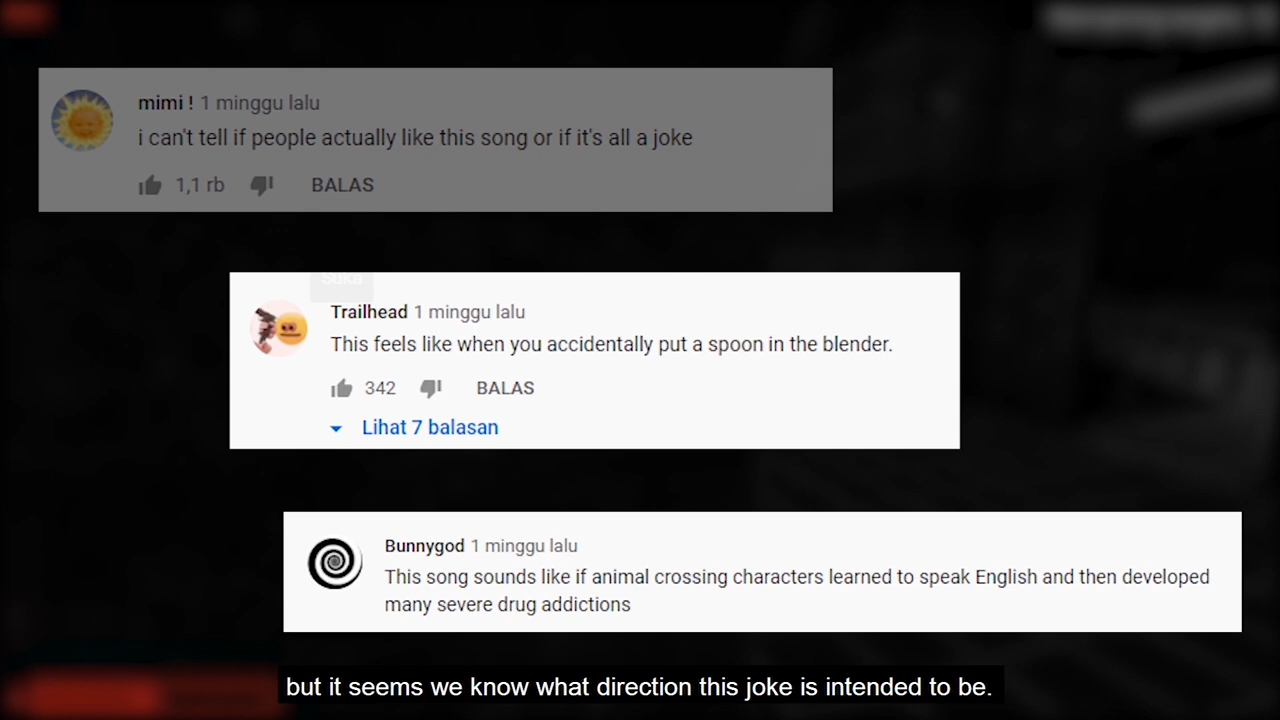 mimi ! 1 minggu lalu
i can't tell if people actually like this song or if it's all a joke
1,1 rb BALAS
Suka
Trailhead 1 minggu lalu
This feels like when you accidentally put a spoon in the blender.
342 BALAS
Lihat 7 balasan
Bunnygod 1 minggu lalu
This song sounds like if animal crossing characters learned to speak English and then developed
many severe drug addictions
but it seems we know what direction this joke is intended to be.